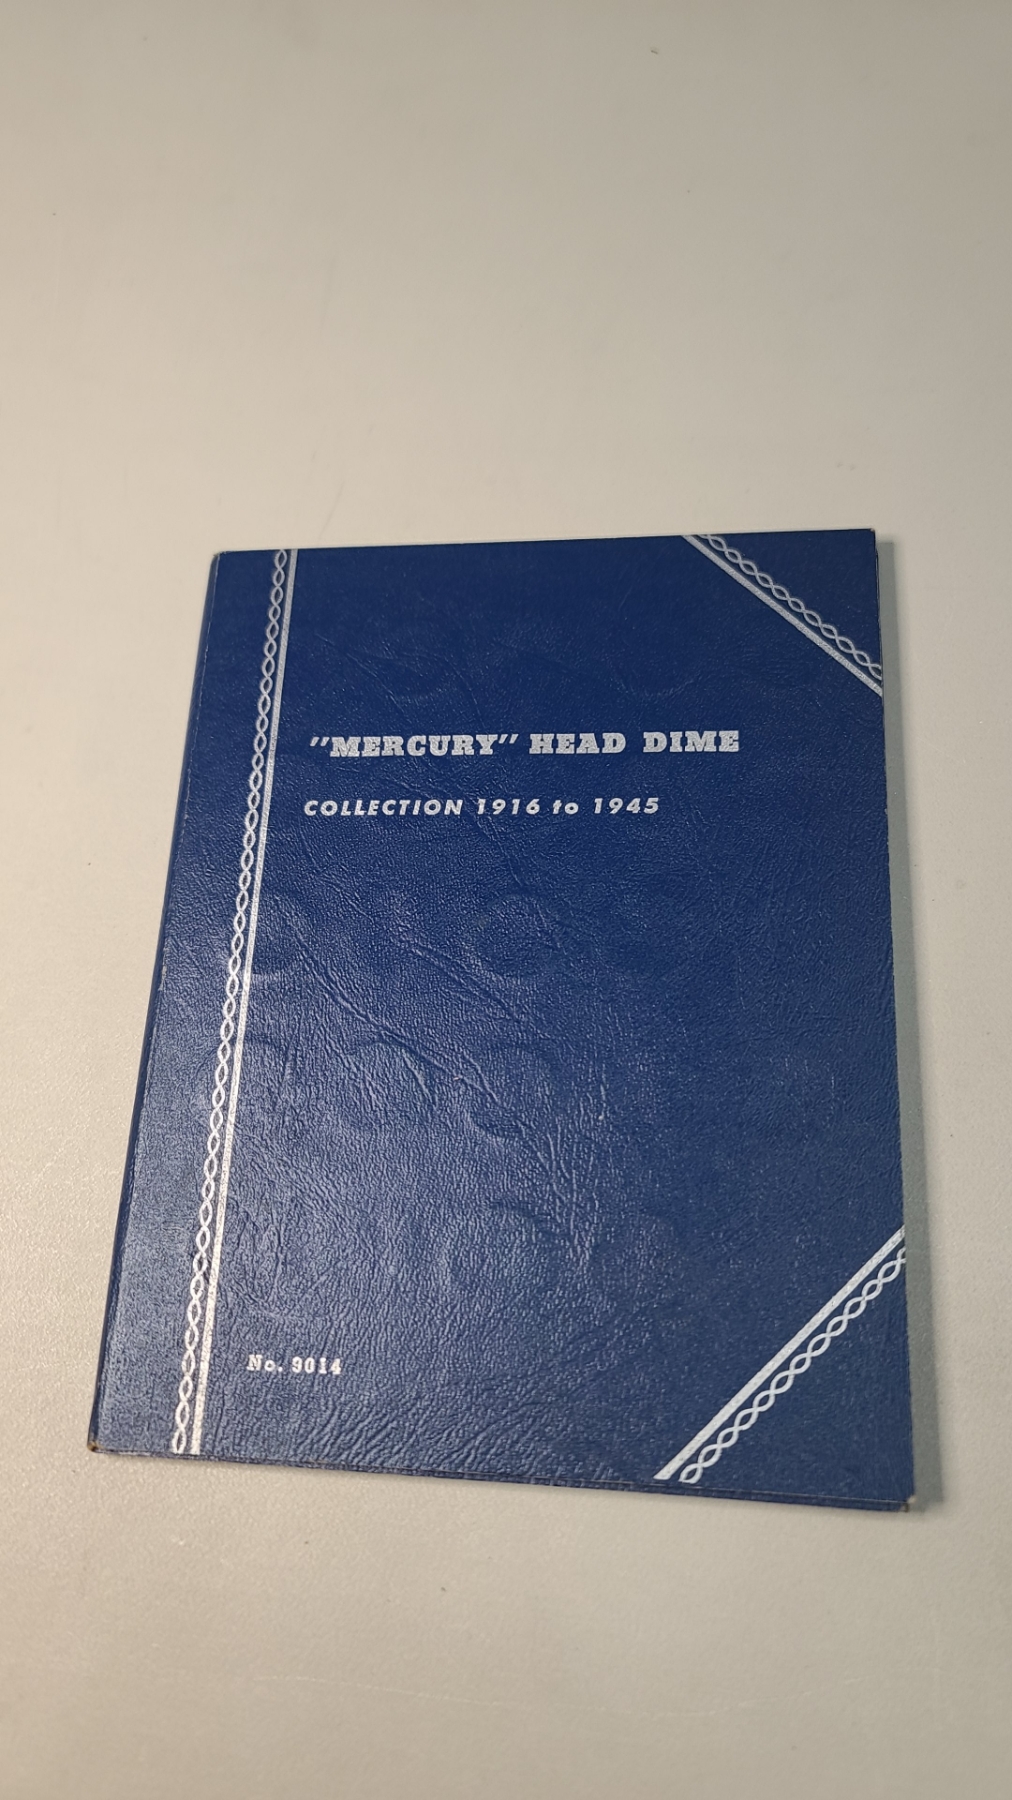 "MERCURY" HEAD DIME
COLLECTION 1916 to 1945
No. 9014